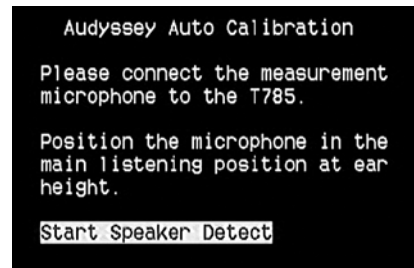 Audyssey Auto Calibration
Please connect the measurement
microphone to the T785.
Position the microphone in the
main listening position at ear
height.
Start Speaker Detect